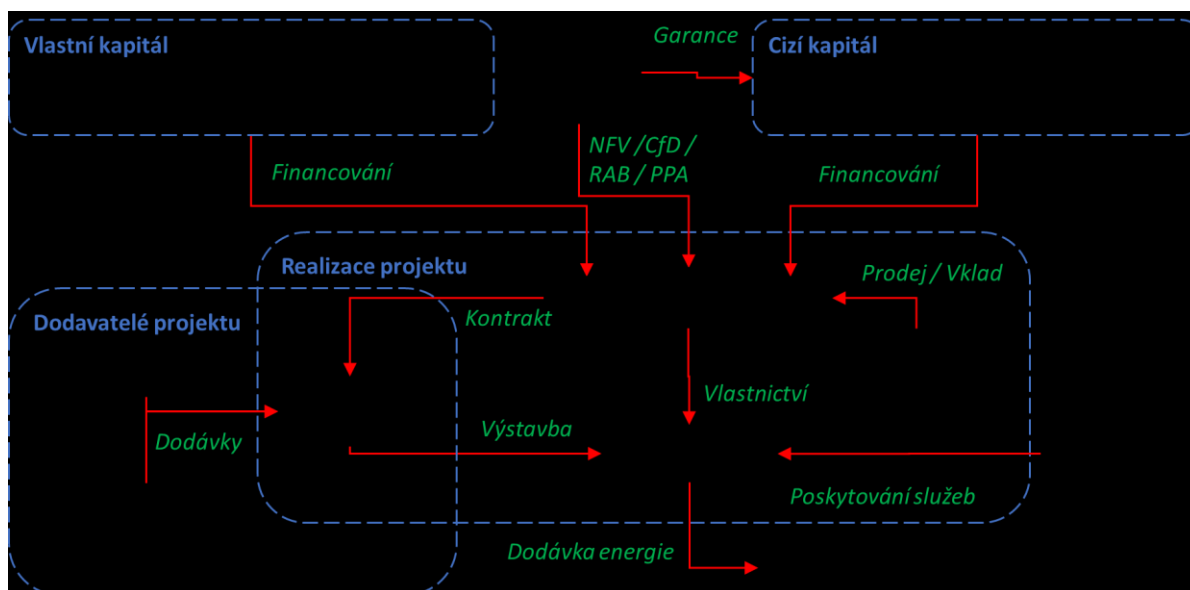 Vlastní kapitál
Garance
Cizí kapitál
Financování
NFV /CfD /
RAB / PPA
Financování
Realizace projektu
Prodej / Vklad
Dodavatelé projektu
Kontrakt
Vlastnictví
Dodávky
Výstavba
Poskytování služeb
Dodávka energie